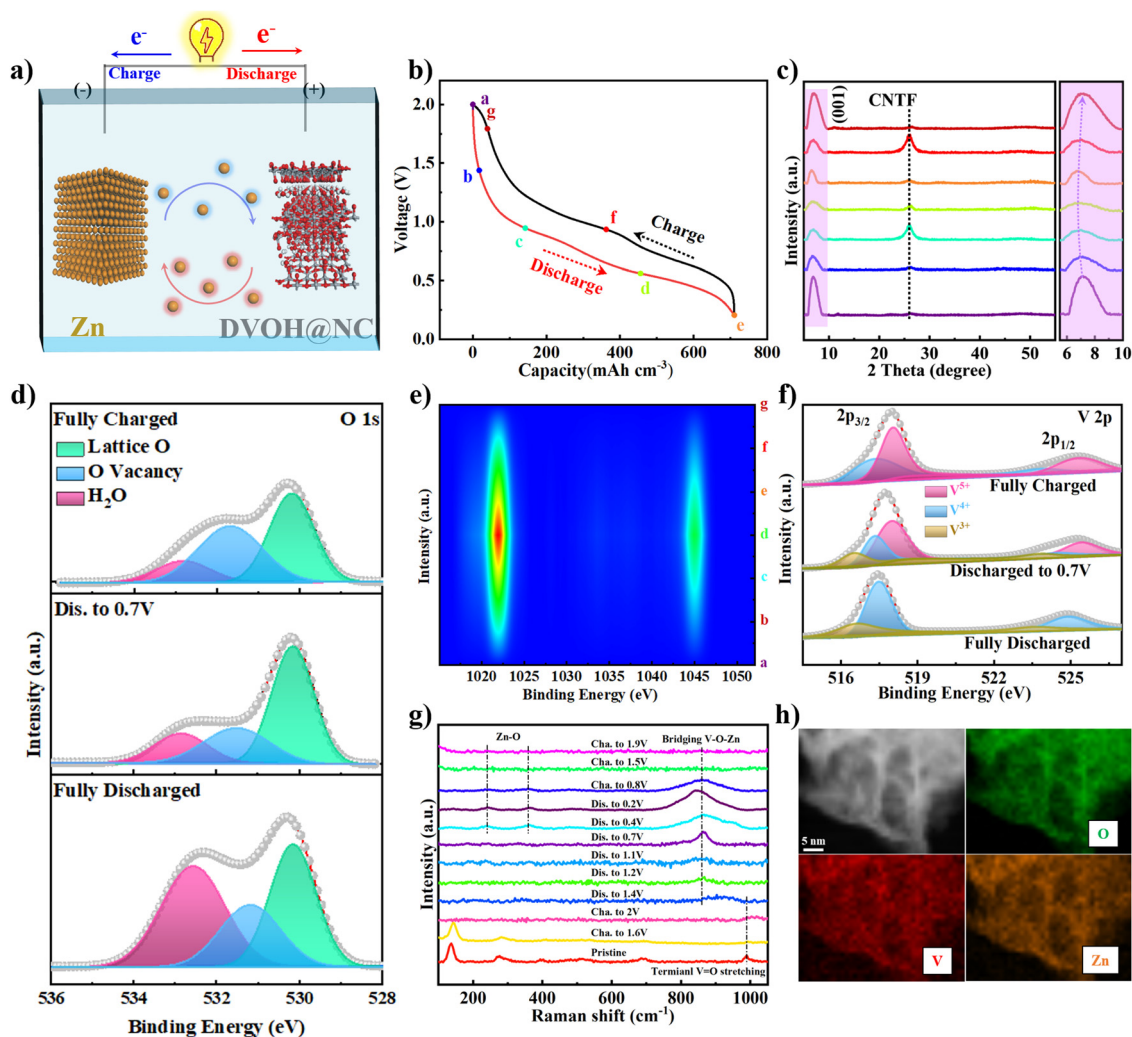 a)
e-
e-
Charge
Discharge
(-)
(+)
Zn
DVOH@NC
b)
2.0
1.5
1.0
0.5
0.0
Voltage (V)
a
g
b
c
f
d
e
Charge
Discharge
0
200
400
600
800
Capacity(mAh cm-3)
c)
(001)
CNTF
Intensity (a.u.)
10
20
30
40
50
6
8
10
2 Theta (degree)
d)
Fully Charged
O 1s
Lattice O
O Vacancy
H2O
Dis. to 0.7V
Fully Discharged
Intensity (a.u.)
536
534
532
530
528
Binding Energy (eV)
e)
Intensity (a.u.)
g
f
e
d
c
b
a
1020
1025
1030
1035
1040
1045
1050
Binding Energy (eV)
f)
2p3/2
V 2p
2p1/2
Fully Charged
V5+
V4+
V3+
Discharged to 0.7V
Fully Discharged
Intensity (a.u.)
516
519
522
525
Binding Energy (eV)
g)
Zn-O
Bridging V-O-Zn
Cha. to 1.9V
Cha. to 1.5V
Cha. to 0.8V
Dis. to 0.2V
Dis. to 0.4V
Dis. to 0.7V
Dis. to 1.1V
Dis. to 1.2V
Dis. to 1.4V
Cha. to 2V
Cha. to 1.6V
Pristine
Termianl V=O stretching
Intensity (a.u.)
200
400
600
800
1000
Raman shift (cm-1)
h)
5 nm
O
V
Zn